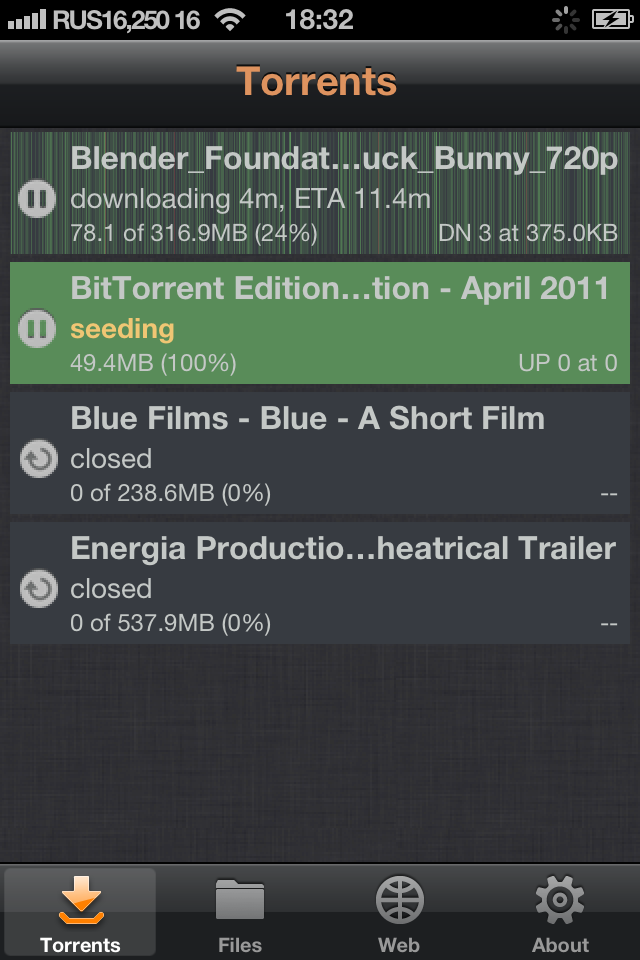 RUS16,250 16 18:32
Torrents
Blender_Foundat...uck_Bunny_720p
downloading 4m, ETA 11.4m
78.1 of 316.9MB (24%) DN 3 at 375.0KB
BitTorrent Edition...tion - April 2011
seeding
49.4MB (100%) UP 0 at 0
Blue Films - Blue - A Short Film
closed
0 of 238.6MB (0%) --
Energia Productio...heatrical Trailer
closed
0 of 537.9MB (0%) --
Torrents Files Web About